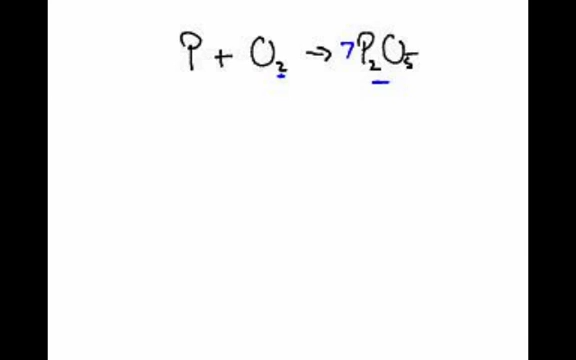 P + O₂ → 7P₂O₅